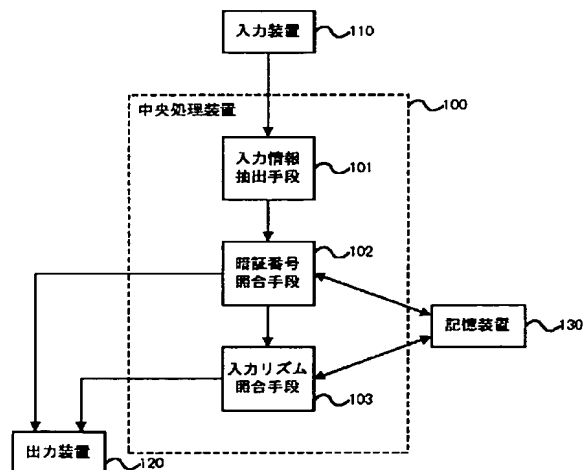 入力装置
110
中央処理装置
100
入力情報
抽出手段
101
102
暗証番号
照合手段
記憶装置
130
入力リズム
照合手段
103
出力装置
120